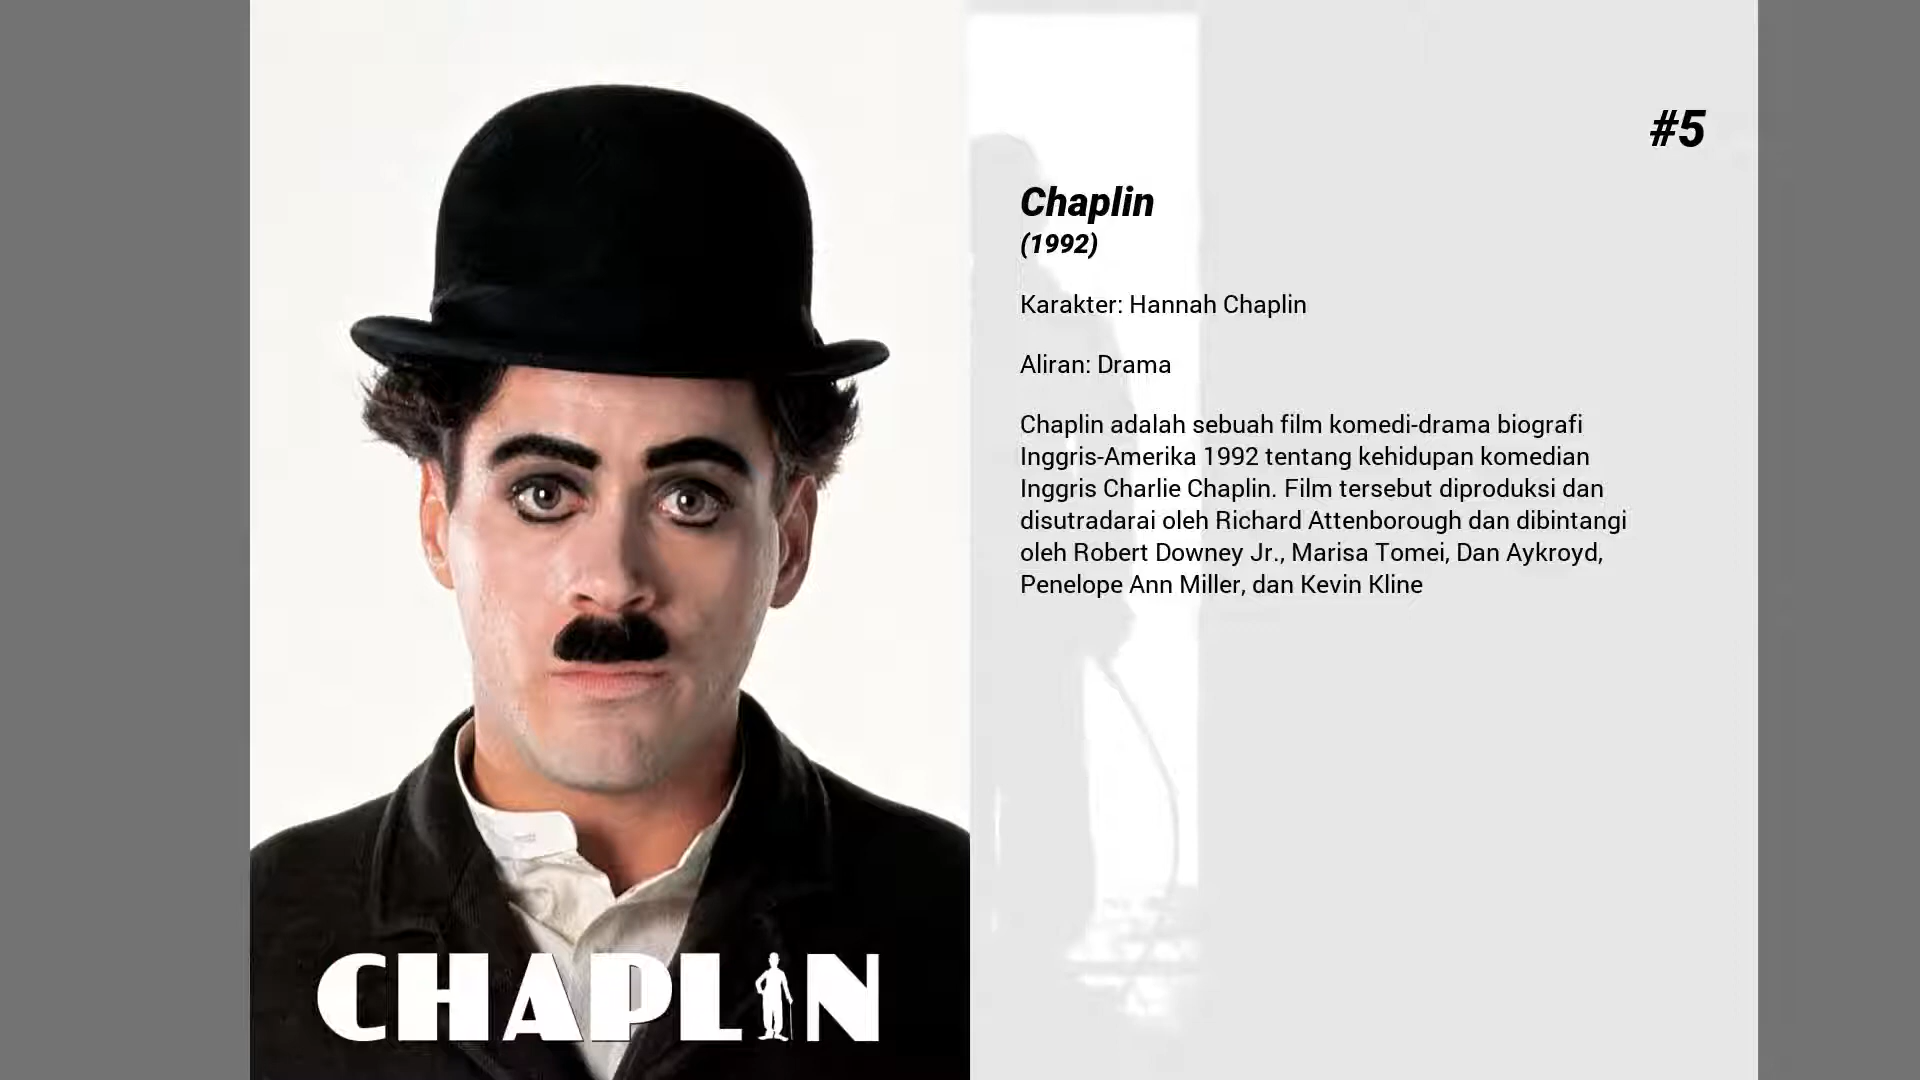 #5
Chaplin
(1992)
Karakter: Hannah Chaplin
Aliran: Drama
Chaplin adalah sebuah film komedi-drama biografi
Inggris-Amerika 1992 tentang kehidupan komedian
Inggris Charlie Chaplin. Film tersebut diproduksi dan
disutradarai oleh Richard Attenborough dan dibintangi
oleh Robert Downey Jr., Marisa Tomei, Dan Aykroyd,
Penelope Ann Miller, dan Kevin Kline
CHAPLIN